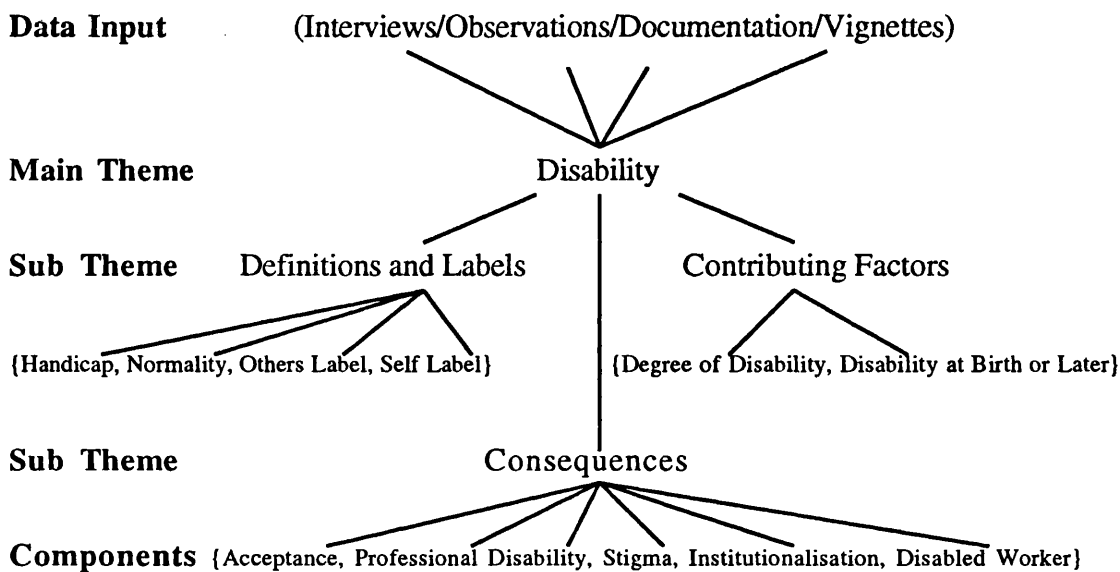 Data Input (Interviews/Observations/Documentation/Vignettes)
Main Theme Disability
Sub Theme Definitions and Labels Contributing Factors
{Handicap, Normality, Others Label, Self Label} {Degree of Disability, Disability at Birth or Later}
Sub Theme Consequences
Components {Acceptance, Professional Disability, Stigma, Institutionalisation, Disabled Worker}